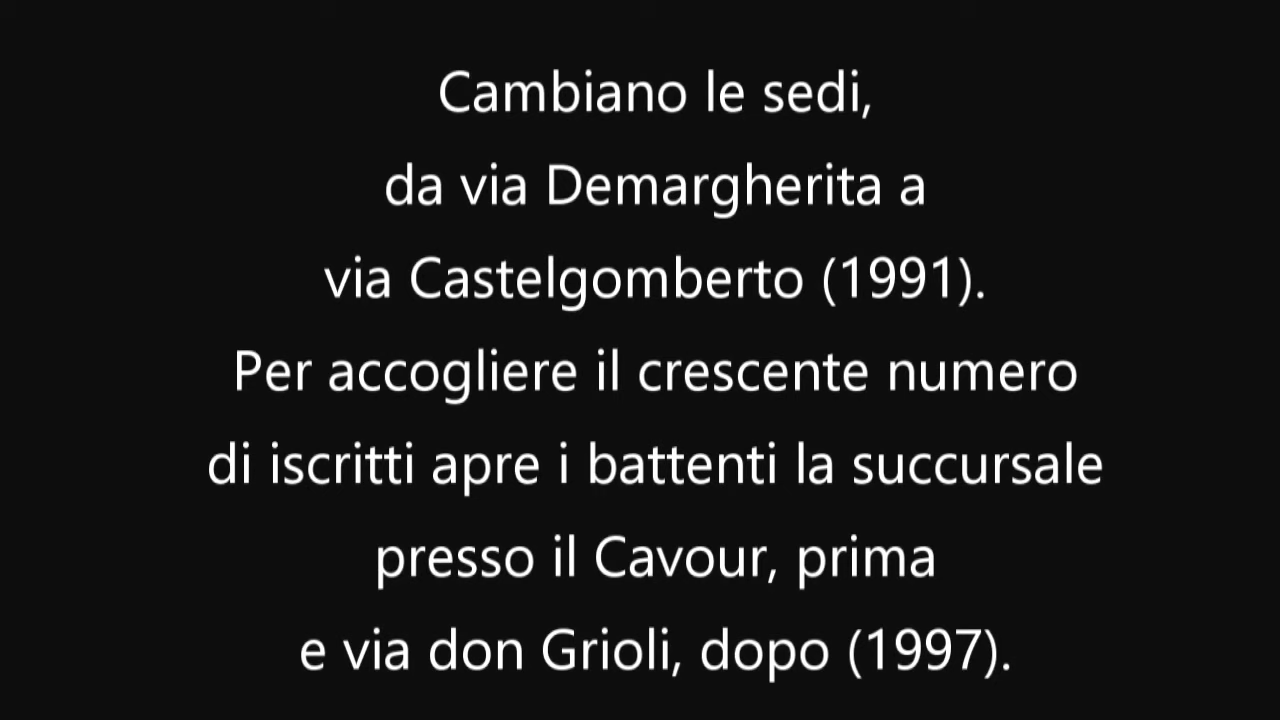 Cambiano le sedi,
da via Demargherita a
via Castelgomberto (1991).
Per accogliere il crescente numero
di iscritti apre i battenti la succursale
presso il Cavour, prima
e via don Grioli, dopo (1997).